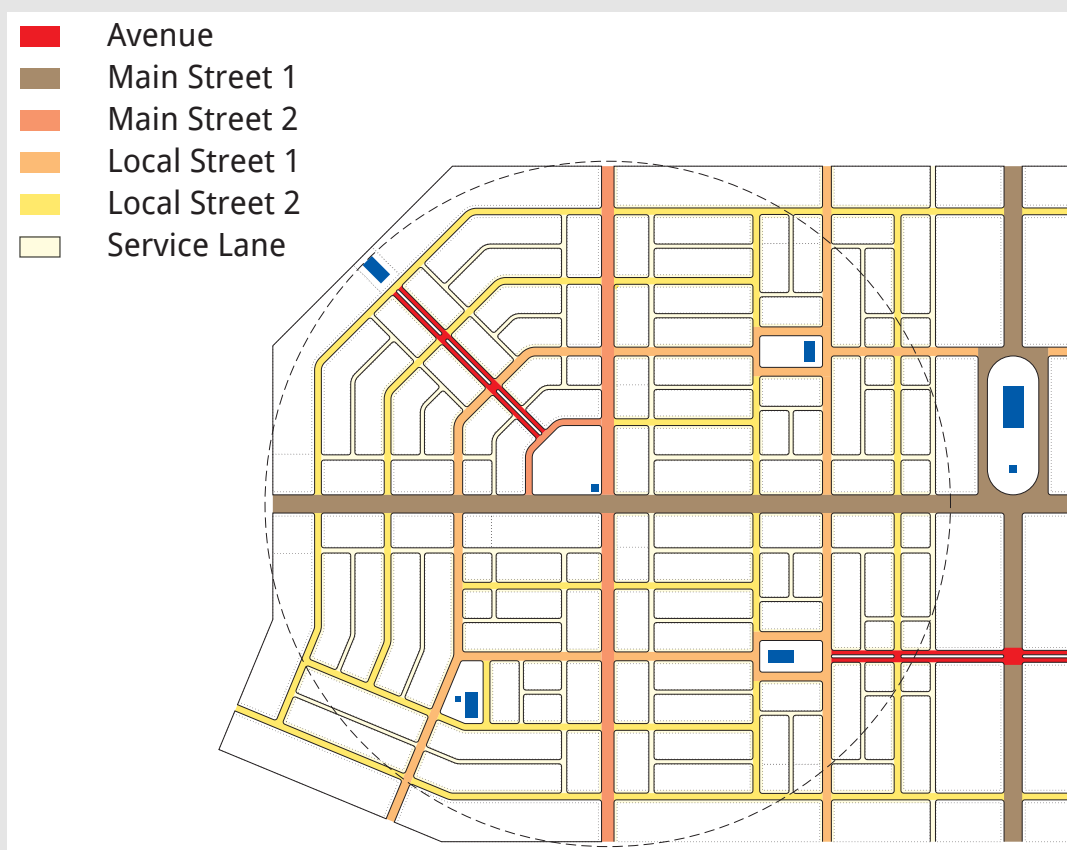 Avenue
Main Street 1
Main Street 2
Local Street 1
Local Street 2
Service Lane